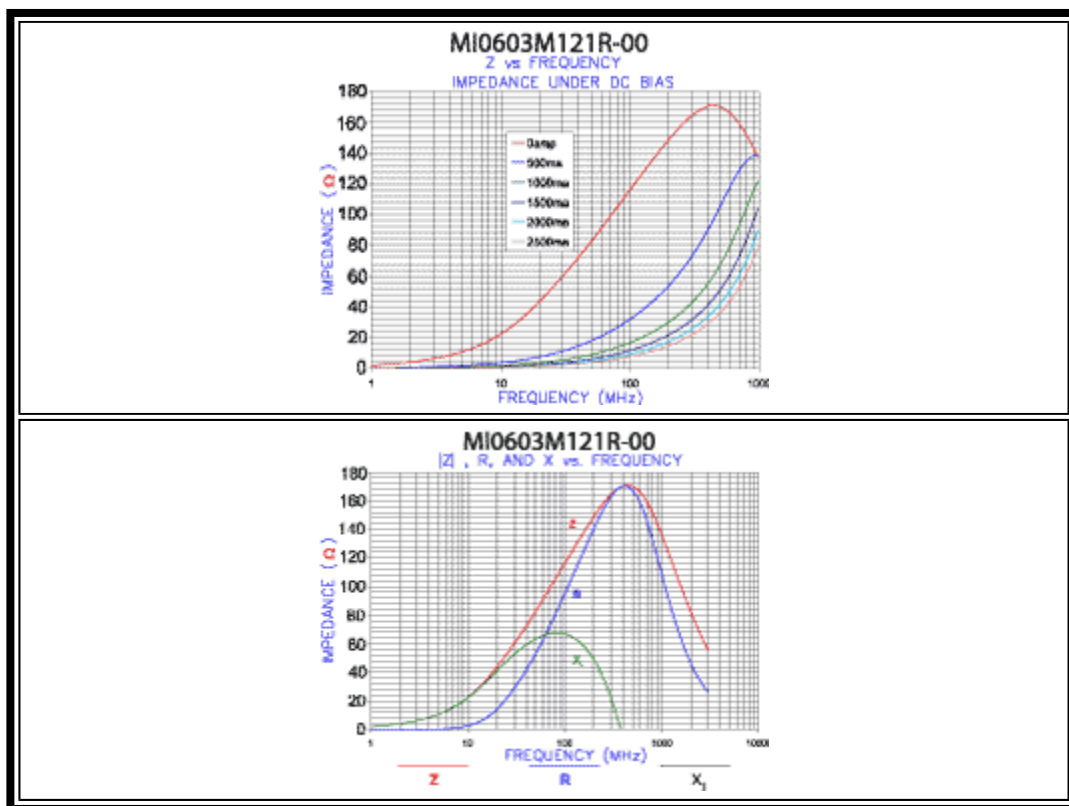 MI0603M121R-00
Z vs FREQUENCY
IMPEDANCE UNDER DC BIAS
IMPEDANCE (Ω)
180
160
140
120
100
80
60
40
20
0
0amp
500ma
1000ma
1500ma
2000ma
2500ma
1
10
100
1000
FREQUENCY (MHz)
MI0603M121R-00
|Z| , R, AND X vs. FREQUENCY
IMPEDANCE (Ω)
180
160
140
120
100
80
60
40
20
0
Z
R
X
1
10
100
1000
10000
FREQUENCY (MHz)
Z
R